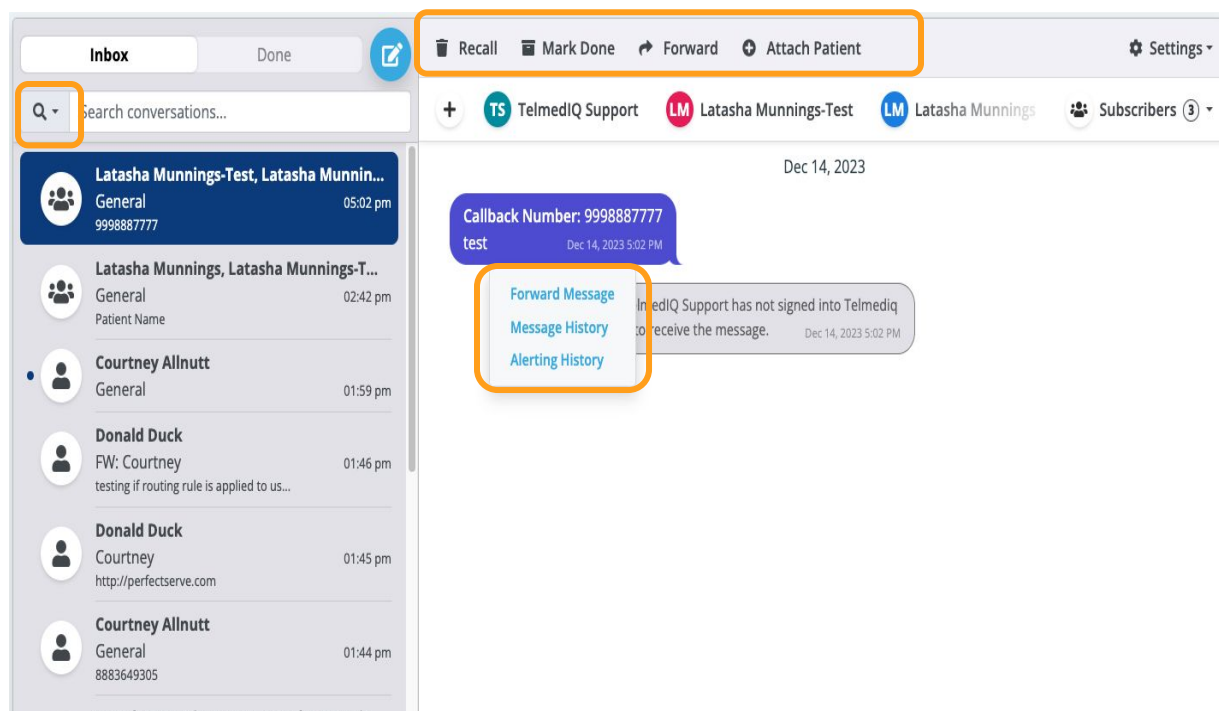 Inbox
Done
Recall
Mark Done
Forward
Attach Patient
Settings
Search conversations...
TS TelmedIQ Support
LM Latasha Munnings-Test
LM Latasha Munnings
Subscribers 3
Latasha Munnings-Test, Latasha Munnin...
General 05:02 pm
9998887777
Latasha Munnings, Latasha Munnings-T...
General 02:42 pm
Patient Name
Courtney Allnutt
General 01:59 pm
Donald Duck
FW: Courtney 01:46 pm
testing if routing rule is applied to us...
Donald Duck
Courtney 01:45 pm
http://perfectserve.com
Courtney Allnutt
General 01:44 pm
8883649305
Dec 14, 2023
Callback Number: 9998887777
test Dec 14, 2023 5:02 PM
Forward Message
Message History
Alerting History
Support has not signed into Telmediq
receive the message. Dec 14, 2023 5:02 PM